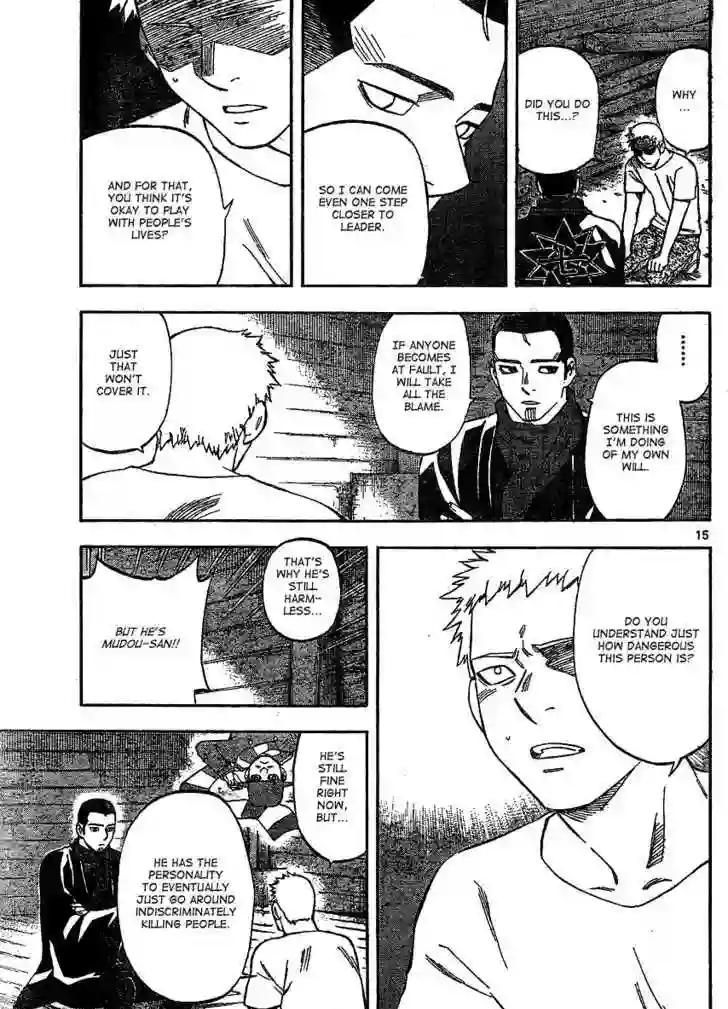 WHY
...
DID YOU DO
THIS...?
SO I CAN COME
EVEN ONE STEP
CLOSER TO
LEADER.
AND FOR THAT,
YOU THINK IT'S
OKAY TO PLAY
WITH PEOPLE'S
LIVES?
......
THIS IS
SOMETHING
I'M DOING
OF MY OWN
WILL.
IF ANYONE
BECOMES
AT FAULT, I
WILL TAKE
ALL THE
BLAME.
JUST
THAT
WON'T
COVER IT.
15
DO YOU
UNDERSTAND JUST
HOW DANGEROUS
THIS PERSON IS?
THAT'S
WHY HE'S
STILL
HARM-
LESS...
BUT HE'S
MUDOU-SAN!!
HE'S
STILL
FINE
RIGHT
NOW,
BUT...
HE HAS THE
PERSONALITY
TO EVENTUALLY
JUST GO AROUND
INDISCRIMINATELY
KILLING PEOPLE.